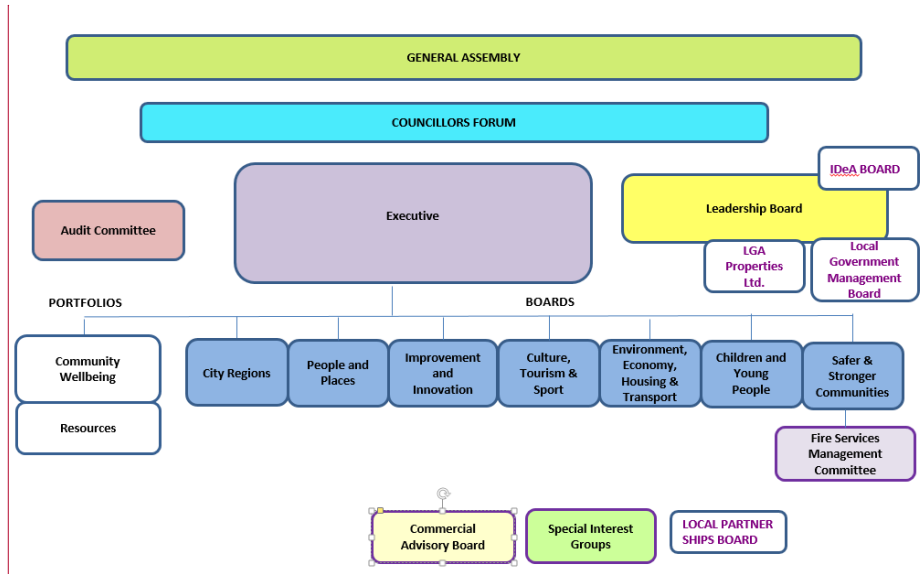 GENERAL ASSEMBLY
COUNCILLORS FORUM
IDeA BOARD
Executive
Leadership Board
Audit Committee
LGA
Properties
Ltd.
Local
Government
Management
Board
PORTFOLIOS
BOARDS
Community
Wellbeing
Resources
City Regions
People and
Places
Improvement
and
Innovation
Culture,
Tourism &
Sport
Environment,
Economy,
Housing &
Transport
Children and
Young
People
Safer &
Stronger
Communities
Fire Services
Management
Committee
Commercial
Advisory Board
Special Interest
Groups
LOCAL PARTNER
SHIPS BOARD